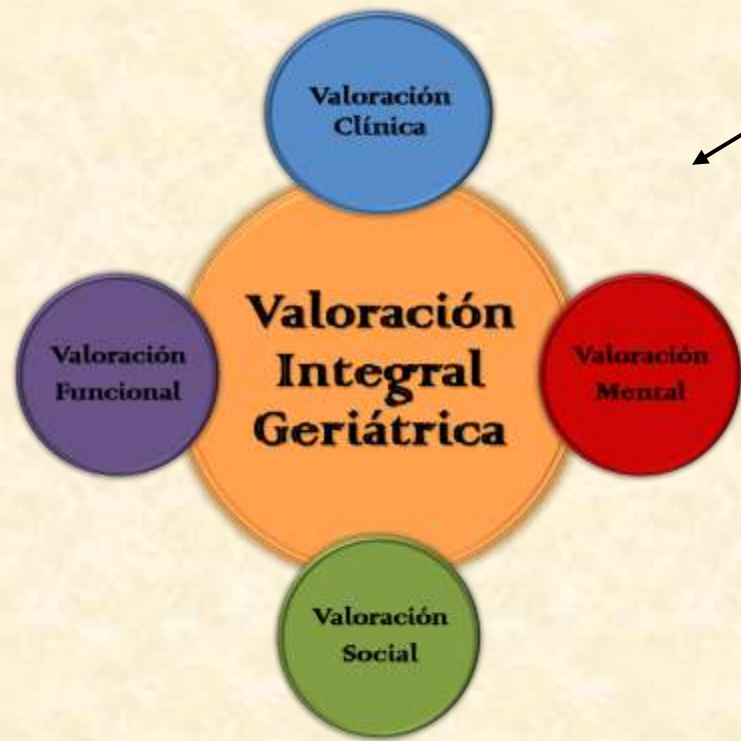 Valoración
Clínica
Valoración
Funcional
Valoración
Integral
Geriátrica
Valoración
Mental
Valoración
Social